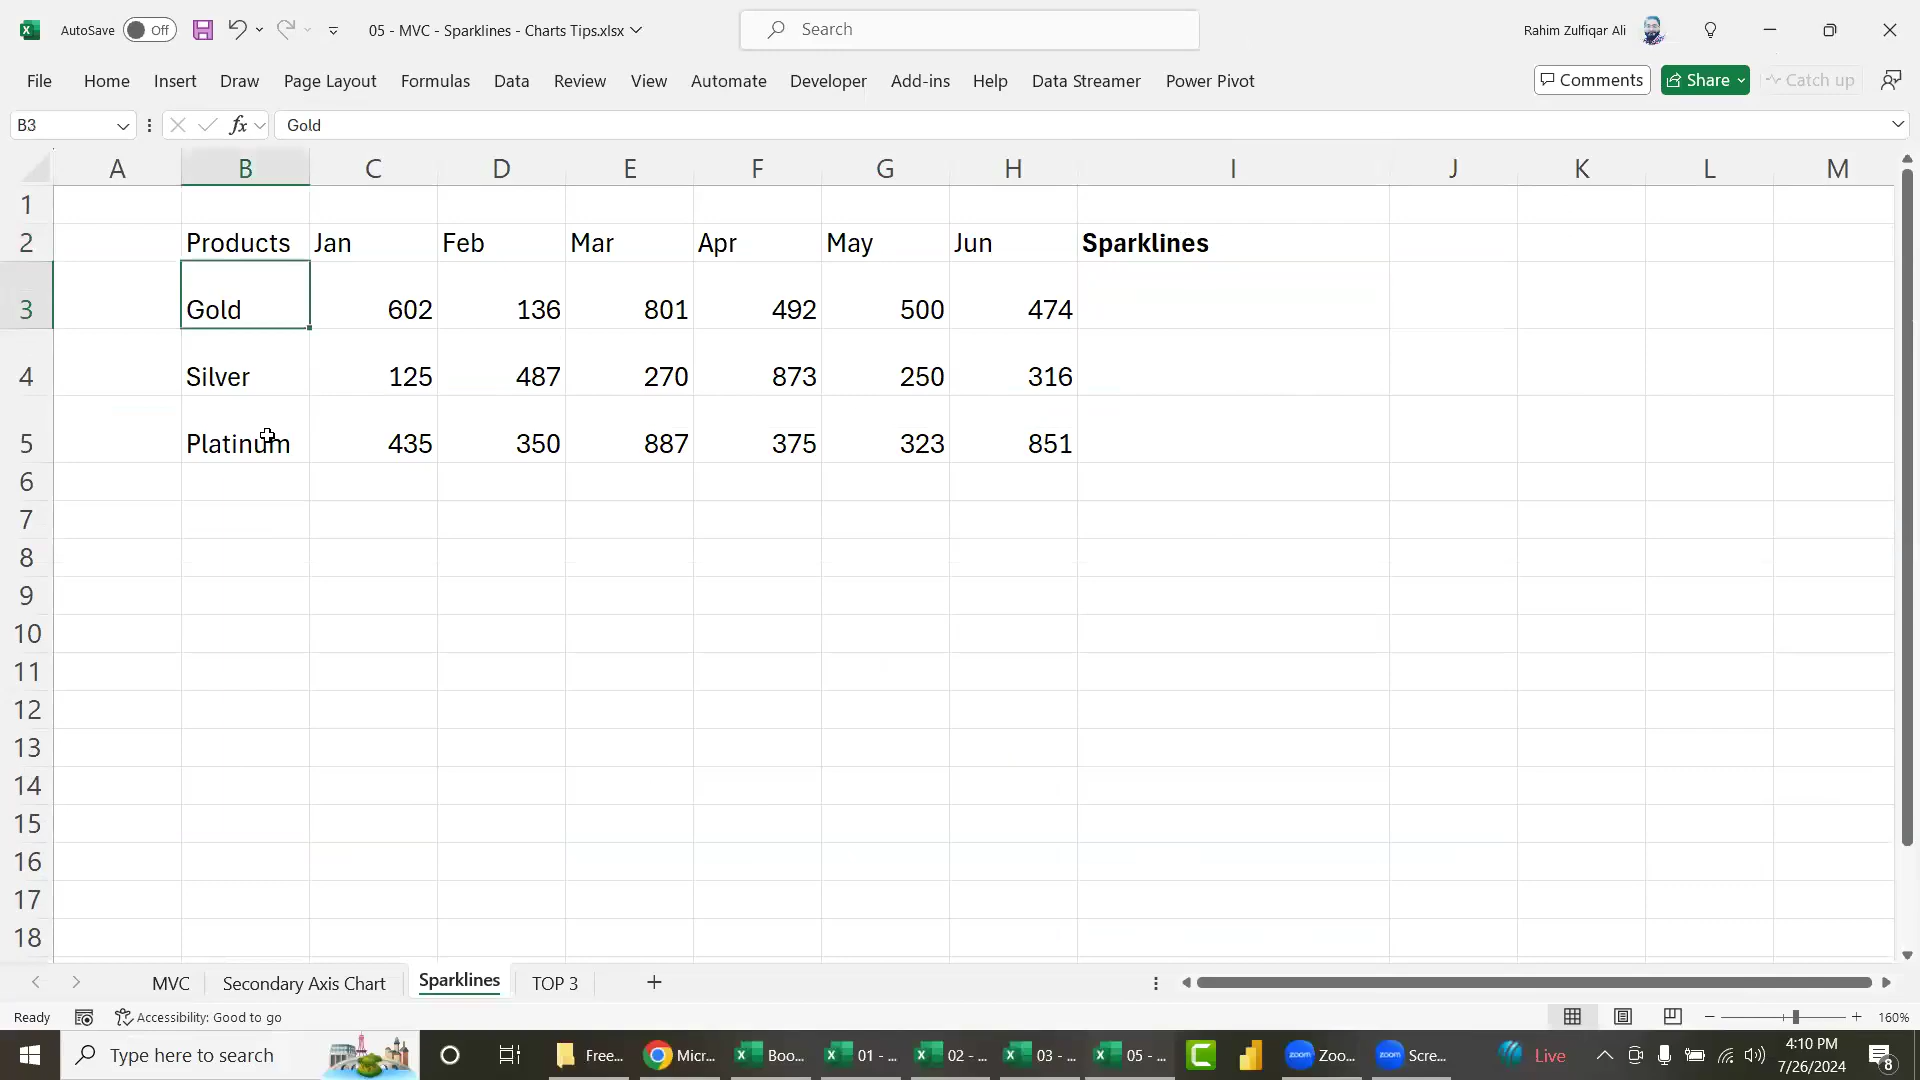 AutoSave Off 05 - MVC - Sparklines - Charts Tips.xlsx Search Rahim Zulfiqar Ali
File Home Insert Draw Page Layout Formulas Data Review View Automate Developer Add-ins Help Data Streamer Power Pivot Comments Share Catch up
B3 fx Gold
A B C D E F G H I J K L M
1
2 Products Jan Feb Mar Apr May Jun Sparklines
3 Gold 602 136 801 492 500 474
4 Silver 125 487 270 873 250 316
5 Platinum 435 350 887 375 323 851
6
7
8
9
10
11
12
13
14
15
16
17
18
MVC Secondary Axis Chart Sparklines TOP 3
Ready Accessibility: Good to go 160%
Type here to search Free... Micr... Boo... 01 - ... 02 - ... 03 - ... 05 - ... zoom Zoo... zoom Scre... Live 4:10 PM
7/26/2024 8